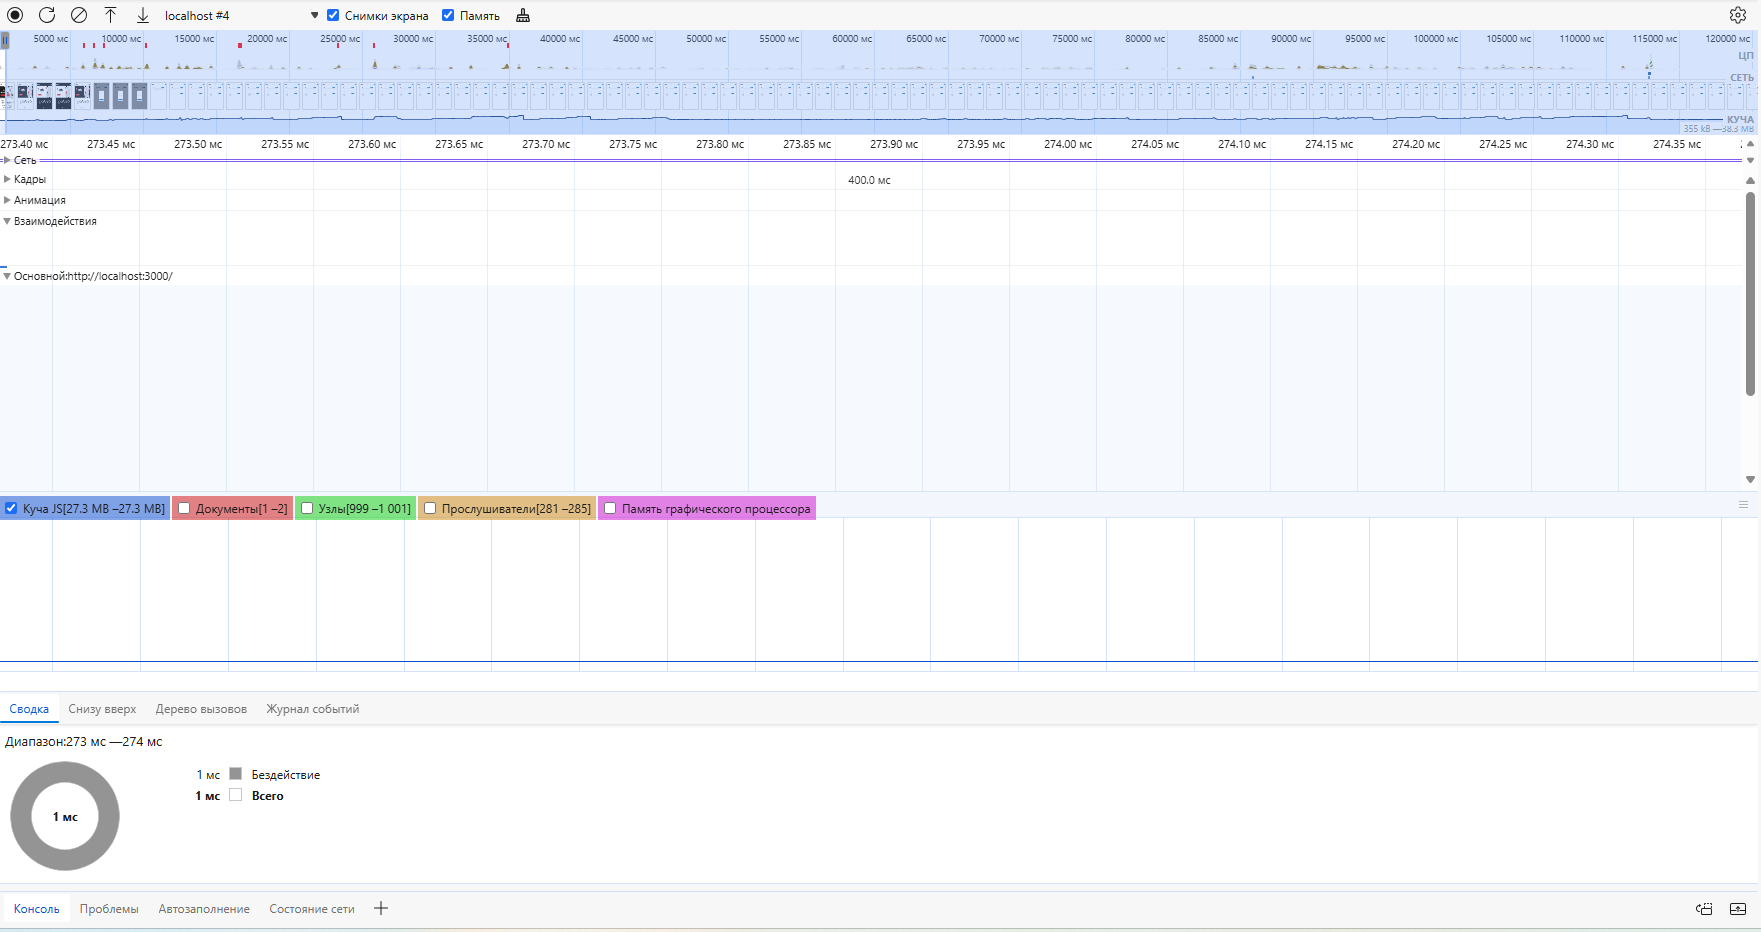 localhost #4 Снимки экрана Память
5000 мс 10000 мс 15000 мс 20000 мс 25000 мс 30000 мс 35000 мс 40000 мс 45000 мс 50000 мс 55000 мс 60000 мс 65000 мс 70000 мс 75000 мс 80000 мс 85000 мс 90000 мс 95000 мс 100000 мс 105000 мс 110000 мс 115000 мс 120000 мс
ЦП
СЕТЬ
КУЧА
355 kB —38.3 MB
273.40 мс 273.45 мс 273.50 мс 273.55 мс 273.60 мс 273.65 мс 273.70 мс 273.75 мс 273.80 мс 273.85 мс 273.90 мс 273.95 мс 274.00 мс 274.05 мс 274.10 мс 274.15 мс 274.20 мс 274.25 мс 274.30 мс 274.35 мс
Сеть
Кадры 400.0 мс
Анимация
Взаимодействия
Основной:http://localhost:3000/
Куча JS[27.3 MB –27.3 MB] Документы[1 –2] Узлы[999 –1 001] Прослушиватели[281 –285] Память графического процессора
Сводка Снизу вверх Дерево вызовов Журнал событий
Диапазон:273 мс —274 мс
1 мс Бездействие
1 мс Всего
1 мс
Консоль Проблемы Автозаполнение Состояние сети